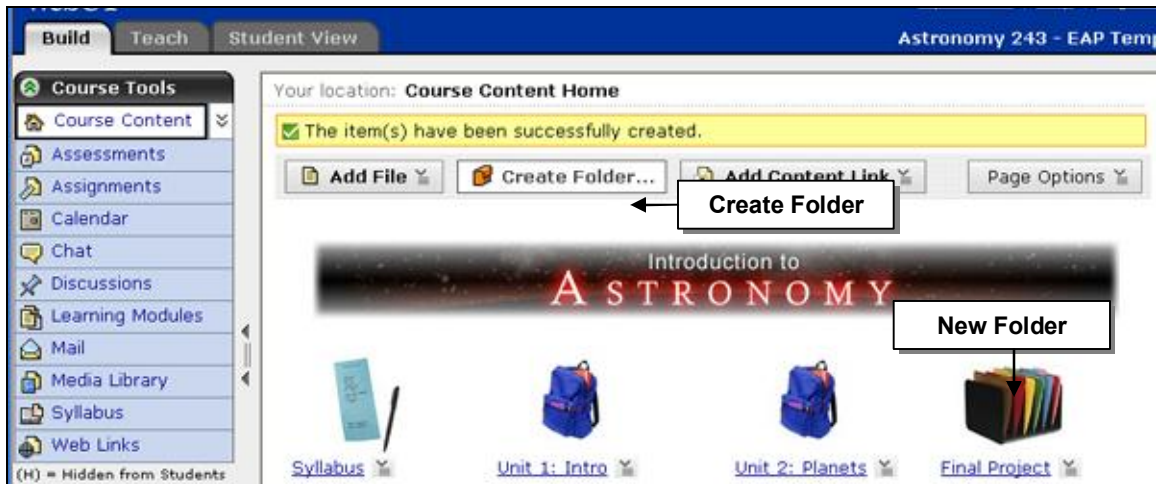 Build Teach Student View
Astronomy 243 - EAP Temp
Course Tools
Course Content
Assessments
Assignments
Calendar
Chat
Discussions
Learning Modules
Mail
Media Library
Syllabus
Web Links
(H) = Hidden from Students
Your location: Course Content Home
The item(s) have been successfully created.
Add File Create Folder... Add Content Link Page Options
Create Folder
Introduction to
ASTRONOMY
New Folder
Syllabus Unit 1: Intro Unit 2: Planets Final Project